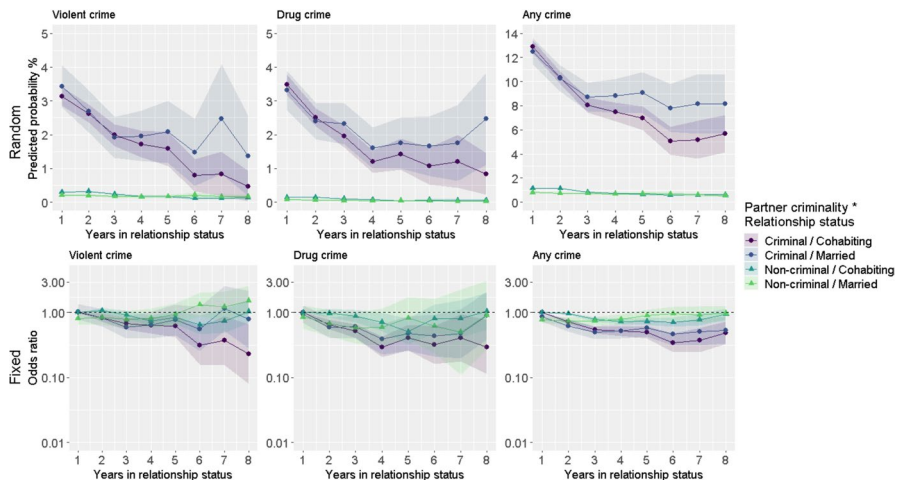 Violent crime
Drug crime
Any crime
Random
Predicted probability %
5
4
3
2
1
0
5
4
3
2
1
0
14
12
10
8
6
4
2
0
1 2 3 4 5 6 7 8
1 2 3 4 5 6 7 8
1 2 3 4 5 6 7 8
Years in relationship status
Years in relationship status
Years in relationship status
Partner criminality *
Relationship status
Criminal / Cohabiting
Criminal / Married
Non-criminal / Cohabiting
Non-criminal / Married
Violent crime
Drug crime
Any crime
Fixed
Odds ratio
3.00
1.00
0.10
0.01
3.00
1.00
0.10
0.01
3.00
1.00
0.10
0.01
1 2 3 4 5 6 7 8
1 2 3 4 5 6 7 8
1 2 3 4 5 6 7 8
Years in relationship status
Years in relationship status
Years in relationship status